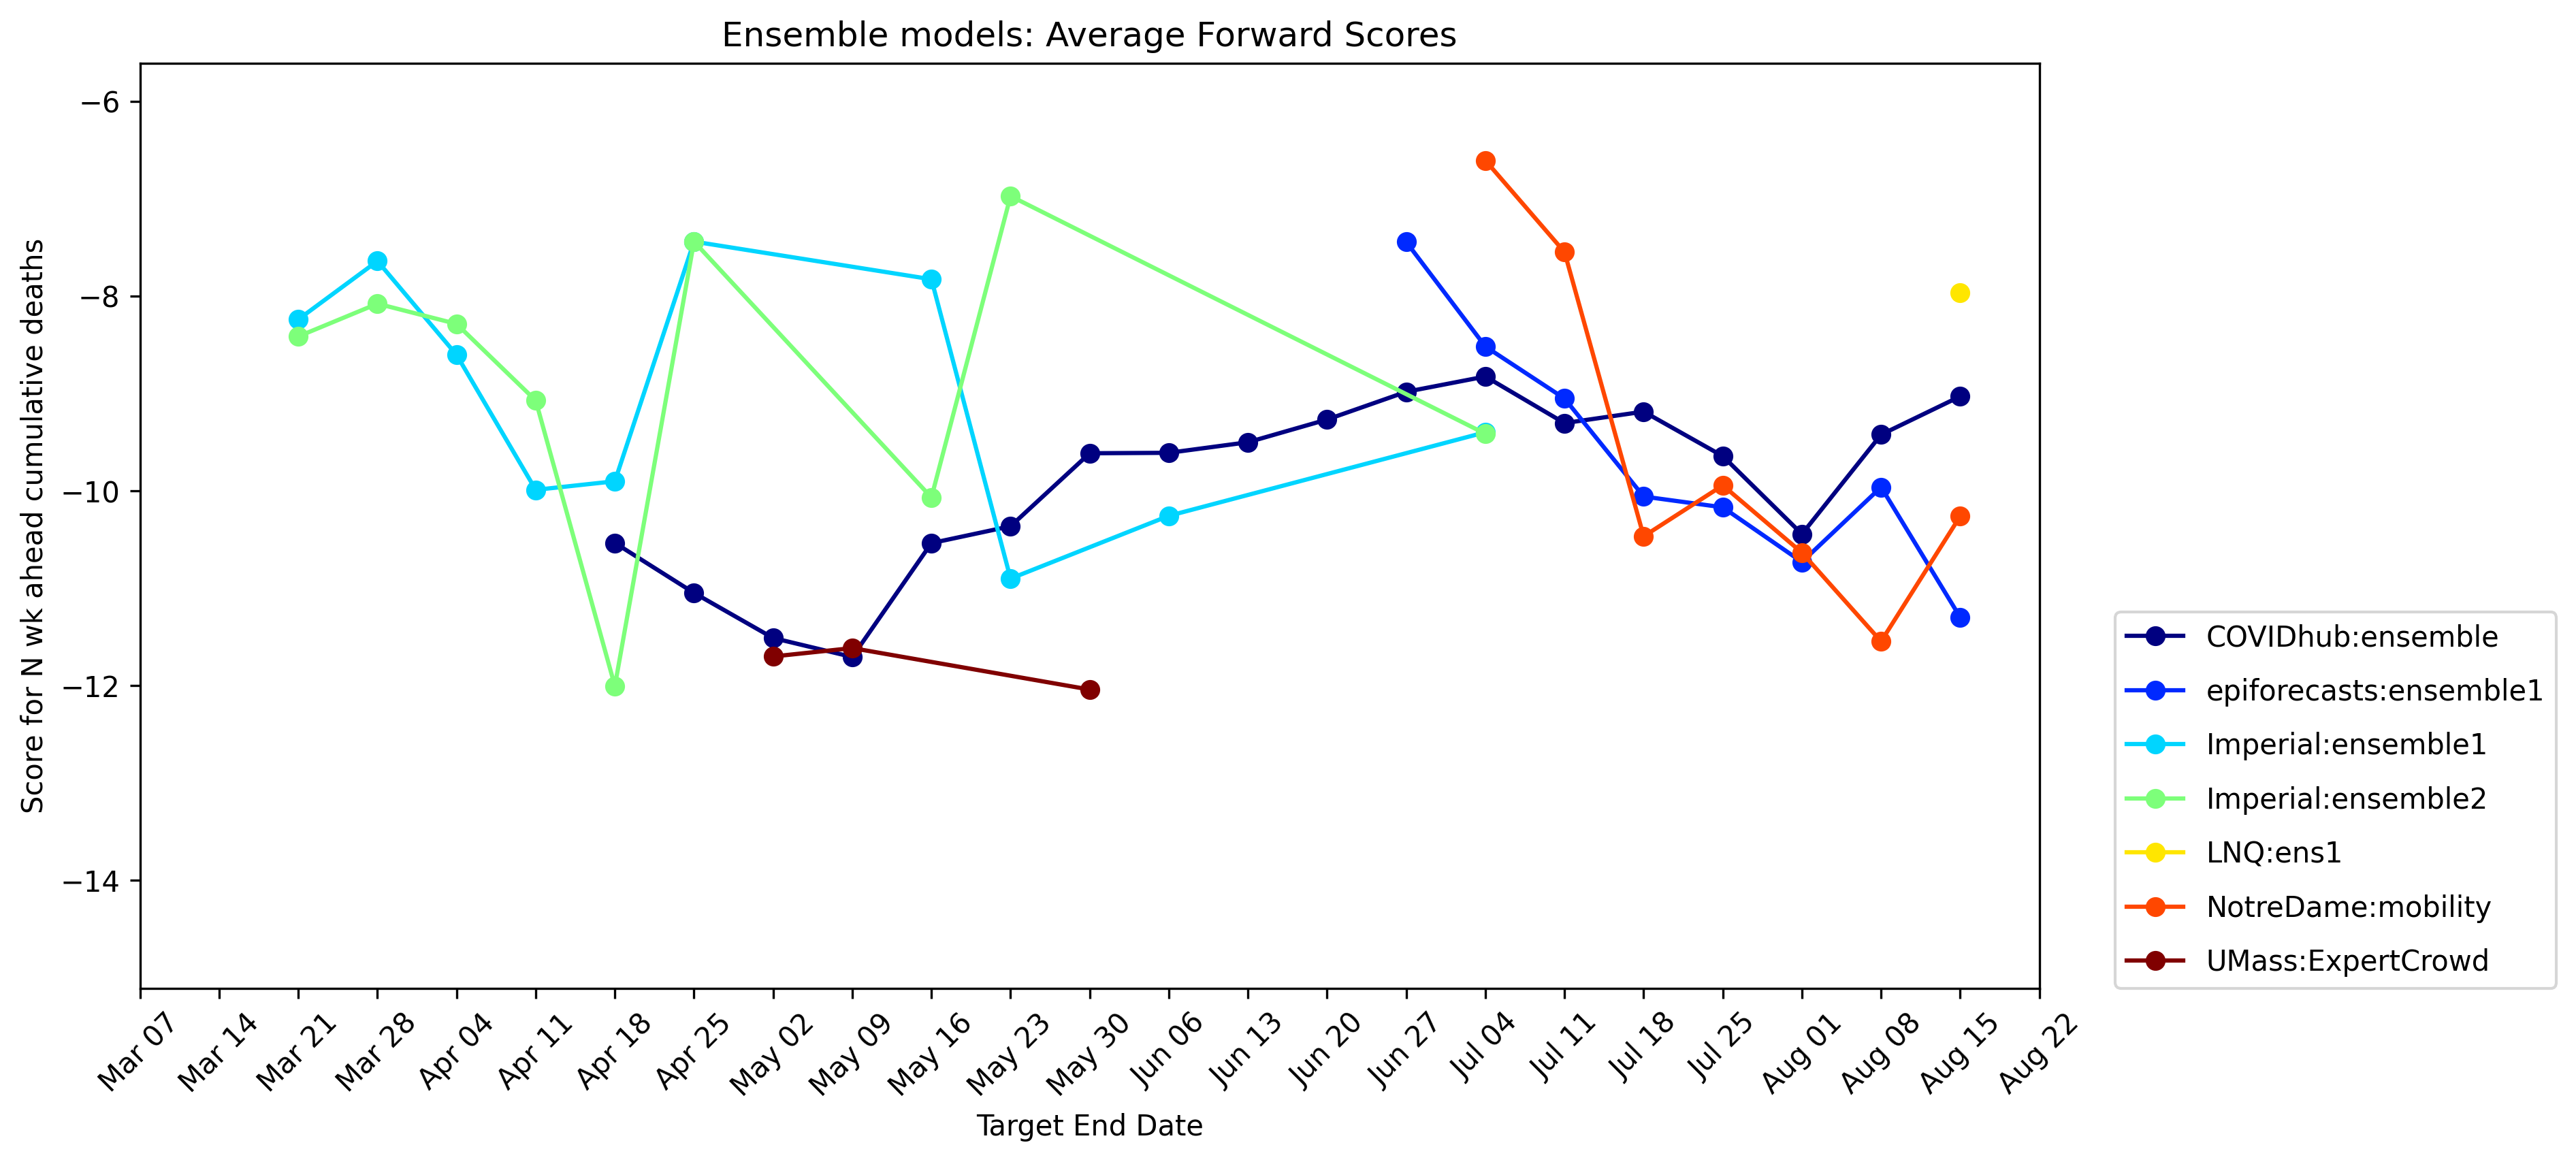 Ensemble models: Average Forward Scores
Score for N wk ahead cumulative deaths
−6
−8
−10
−12
−14
Mar 07
Mar 14
Mar 21
Mar 28
Apr 04
Apr 11
Apr 18
Apr 25
May 02
May 09
May 16
May 23
May 30
Jun 06
Jun 13
Jun 20
Jun 27
Jul 04
Jul 11
Jul 18
Jul 25
Aug 01
Aug 08
Aug 15
Aug 22
Target End Date
COVIDhub:ensemble
epiforecasts:ensemble1
Imperial:ensemble1
Imperial:ensemble2
LNQ:ens1
NotreDame:mobility
UMass:ExpertCrowd